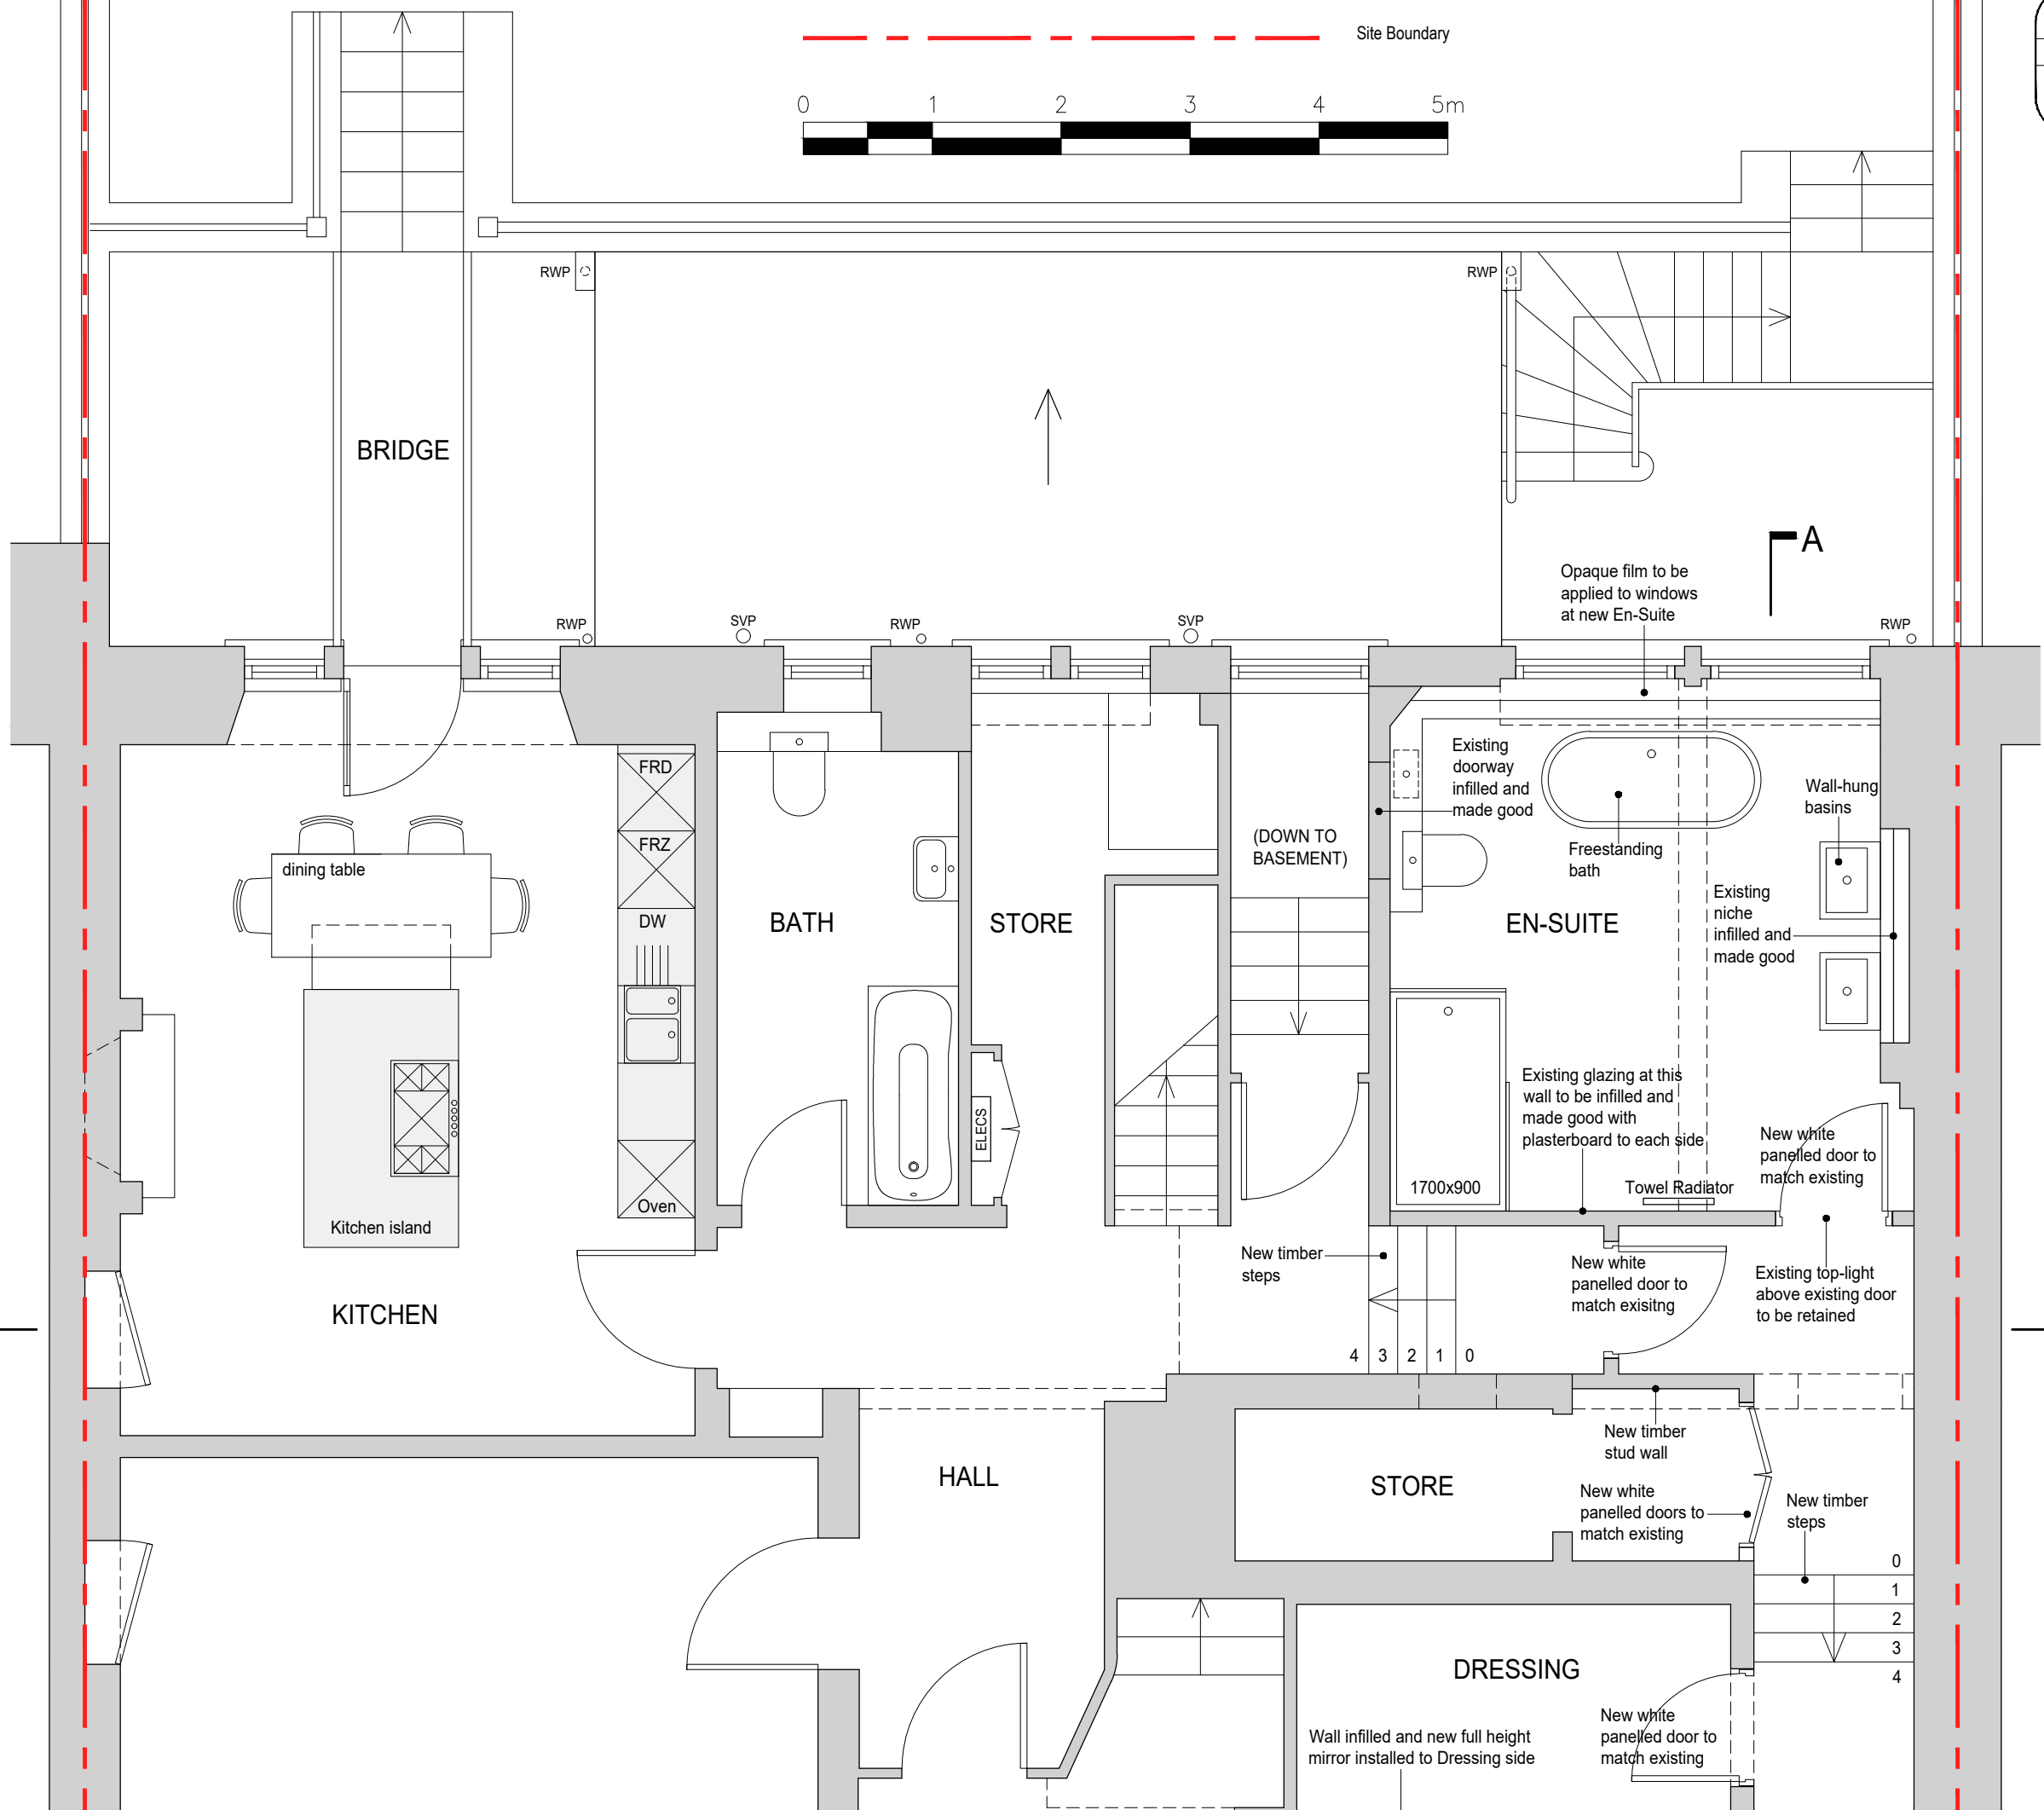 Site Boundary
0 1 2 3 4 5m
RWP
RWP
BRIDGE
A
Opaque film to be
applied to windows
at new En-Suite
RWP
SVP
RWP
SVP
RWP
FRD
FRZ
DW
Oven
dining table
Kitchen island
KITCHEN
BATH
STORE
ELECS
(DOWN TO
BASEMENT)
Existing
doorway
infilled and
made good
Freestanding
bath
Wall-hung
basins
Existing
niche
infilled and
made good
EN-SUITE
Existing glazing at this
wall to be infilled and
made good with
plasterboard to each side
1700x900
Towel Radiator
New white
panelled door to
match existing
New timber
steps
4 3 2 1 0
New white
panelled door to
match exisitng
Existing top-light
above existing door
to be retained
HALL
STORE
New timber
stud wall
New white
panelled doors to
match existing
New timber
steps
0
1
2
3
4
DRESSING
New white
panelled door to
match existing
Wall infilled and new full height
mirror installed to Dressing side